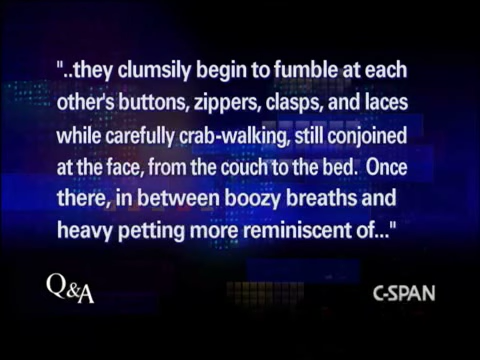 "..they clumsily begin to fumble at each
other's buttons, zippers, clasps, and laces
while carefully crab-walking, still conjoined
at the face, from the couch to the bed. Once
there, in between boozy breaths and
heavy petting more reminiscent of..."
Q&A
C-SPAN